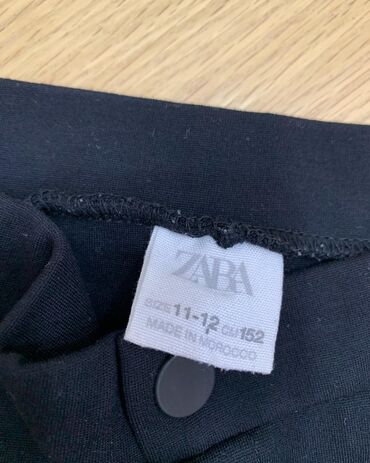 ZARA
SIZE 11-12 CM 152
MADE IN MOROCCO